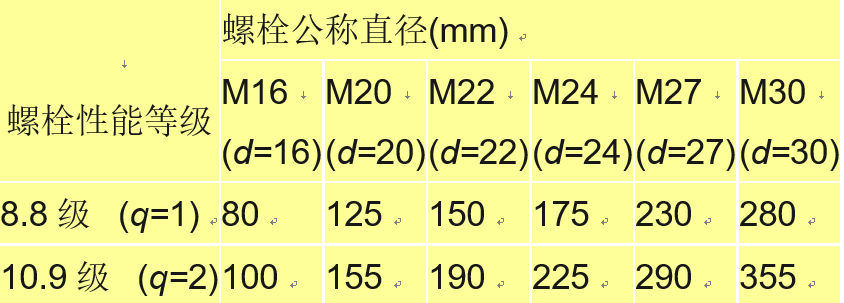 螺栓公称直径(mm)
螺栓性能等级
M16 M20 M22 M24 M27 M30
(d=16) (d=20) (d=22) (d=24) (d=27) (d=30)
8.8级 (q=1) 80 125 150 175 230 280
10.9级 (q=2) 100 155 190 225 290 355